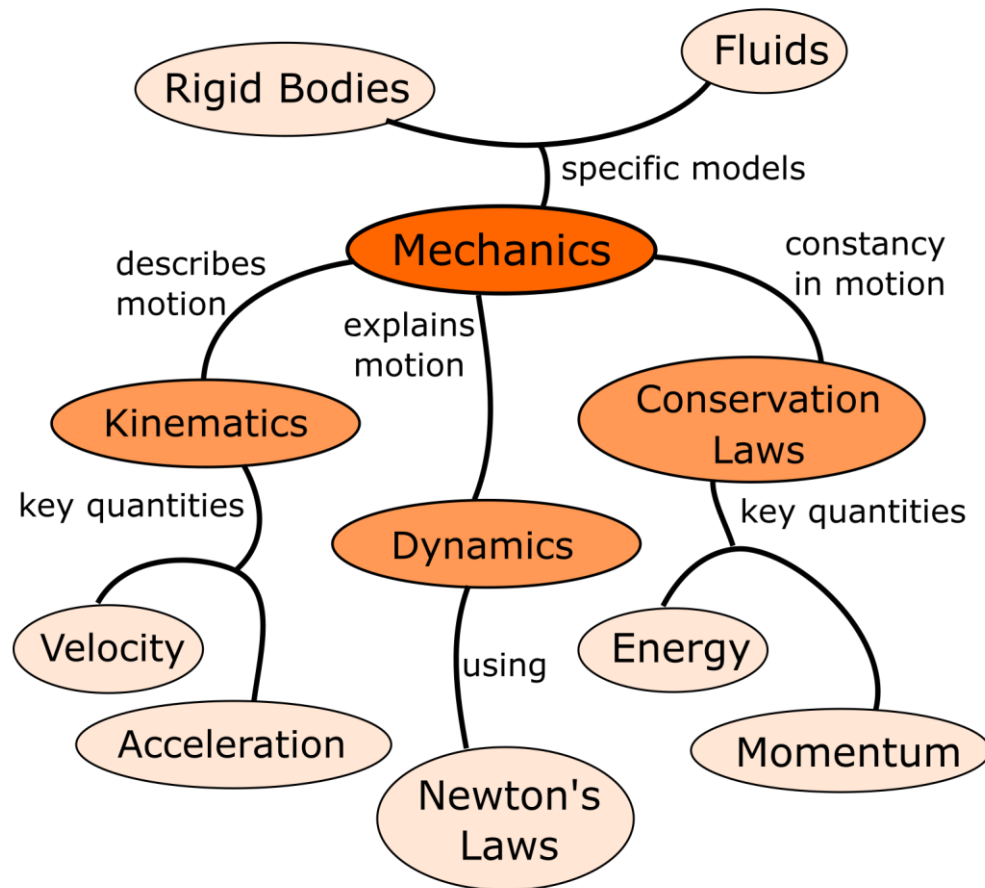 Fluids
Rigid Bodies
specific models
Mechanics
describes
motion
explains
motion
constancy
in motion
Kinematics
Conservation
Laws
key quantities
Dynamics
key quantities
Velocity
using
Energy
Acceleration
Newton's
Laws
Momentum